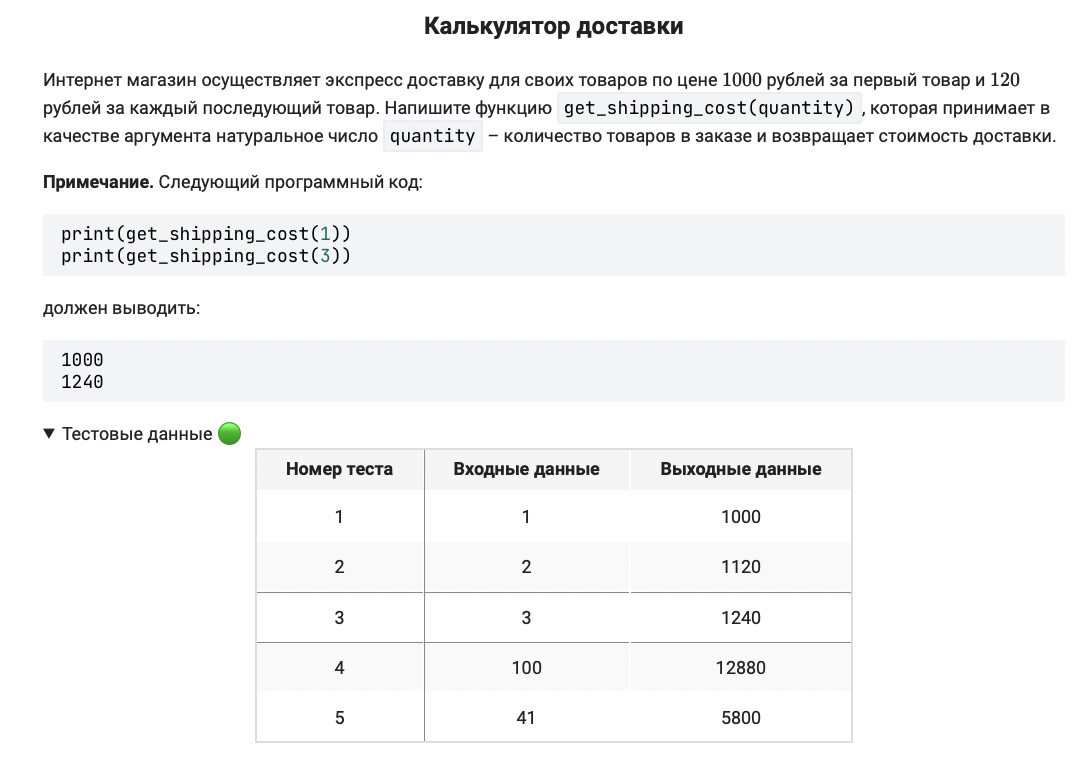 Калькулятор доставки
Интернет магазин осуществляет экспресс доставку для своих товаров по цене 1000 рублей за первый товар и 120
рублей за каждый последующий товар. Напишите функцию get_shipping_cost(quantity) , которая принимает в
качестве аргумента натуральное число quantity – количество товаров в заказе и возвращает стоимость доставки.
Примечание. Следующий программный код:
print(get_shipping_cost(1))
print(get_shipping_cost(3))
должен выводить:
1000
1240
▼ Тестовые данные
Номер теста Входные данные Выходные данные
1 1 1000
2 2 1120
3 3 1240
4 100 12880
5 41 5800